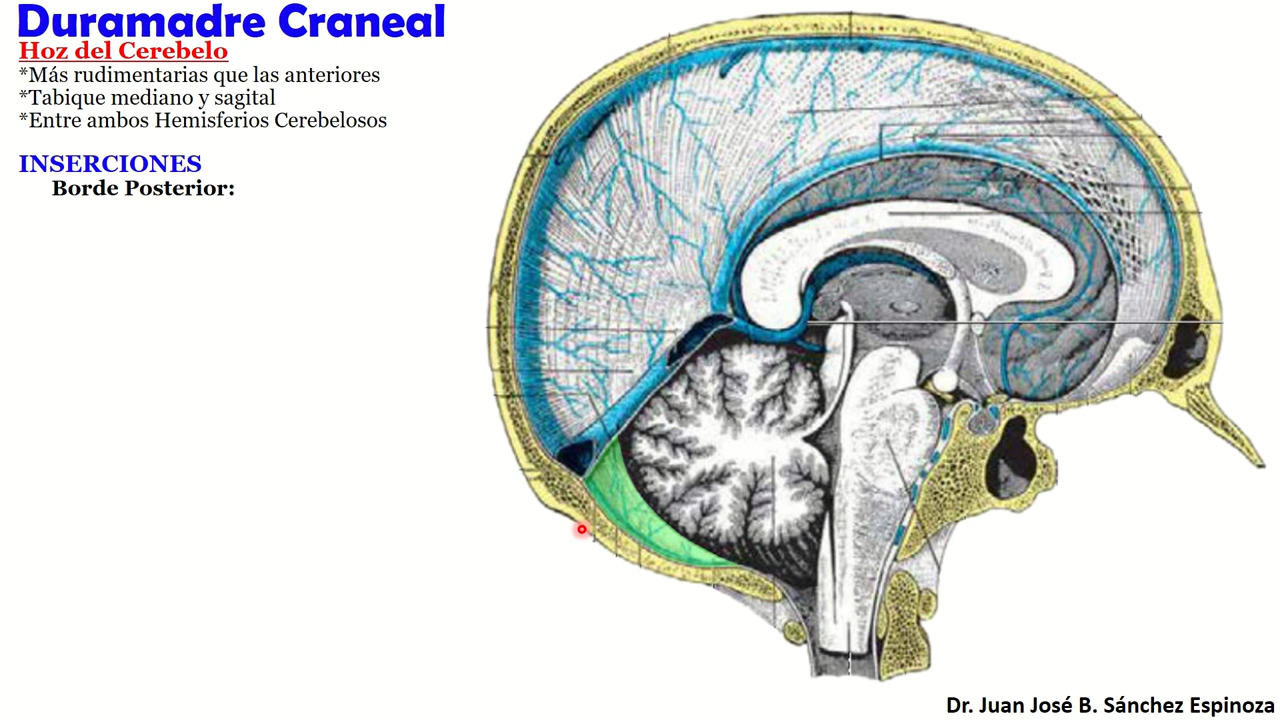 Duramadre Craneal
Hoz del Cerebelo
*Más rudimentarias que las anteriores
*Tabique mediano y sagital
*Entre ambos Hemisferios Cerebelosos
INSERCIONES
Borde Posterior:
Dr. Juan José B. Sánchez Espinoza